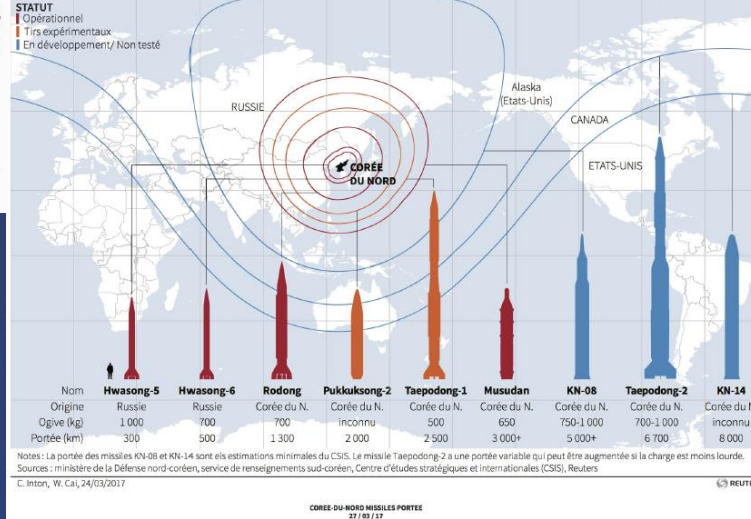 STATUT
Opérationnel
Tirs expérimentaux
En développement/ Non testé
RUSSIE
Alaska
(Etats-Unis)
CANADA
ETATS-UNIS
CORÉE
DU NORD
Nom Hwasong-5 Hwasong-6 Rodong Pukkuksong-2 Taepodong-1 Musudan KN-08 Taepodong-2 KN-14
Origine Russie Russie Corée du N. Corée du N. Corée du N. Corée du N. Corée du N. Corée du N. Corée du N
Ogive (kg) 1 000 700 700 inconnu 500 650 750-1 000 700-1 000 inconnu
Portée (km) 300 500 1 300 2 000 2 500 3 000+ 5 000+ 6 700 8 000
Notes : La portée des missiles KN-08 et KN-14 sont eis estimations minimales du CSIS. Le missile Taepodong-2 a une portée variable qui peut être augmentée si la charge est moins lourde.
Sources : ministère de la Défense nord-coréen, service de renseignements sud-coréen, Centre d'études stratégiques et internationales (CSIS), Reuters
C. Inton, W. Cai, 24/03/2017
REUT
COREE-DU-NORD MISSILES PORTEE
27 / 03 / 17